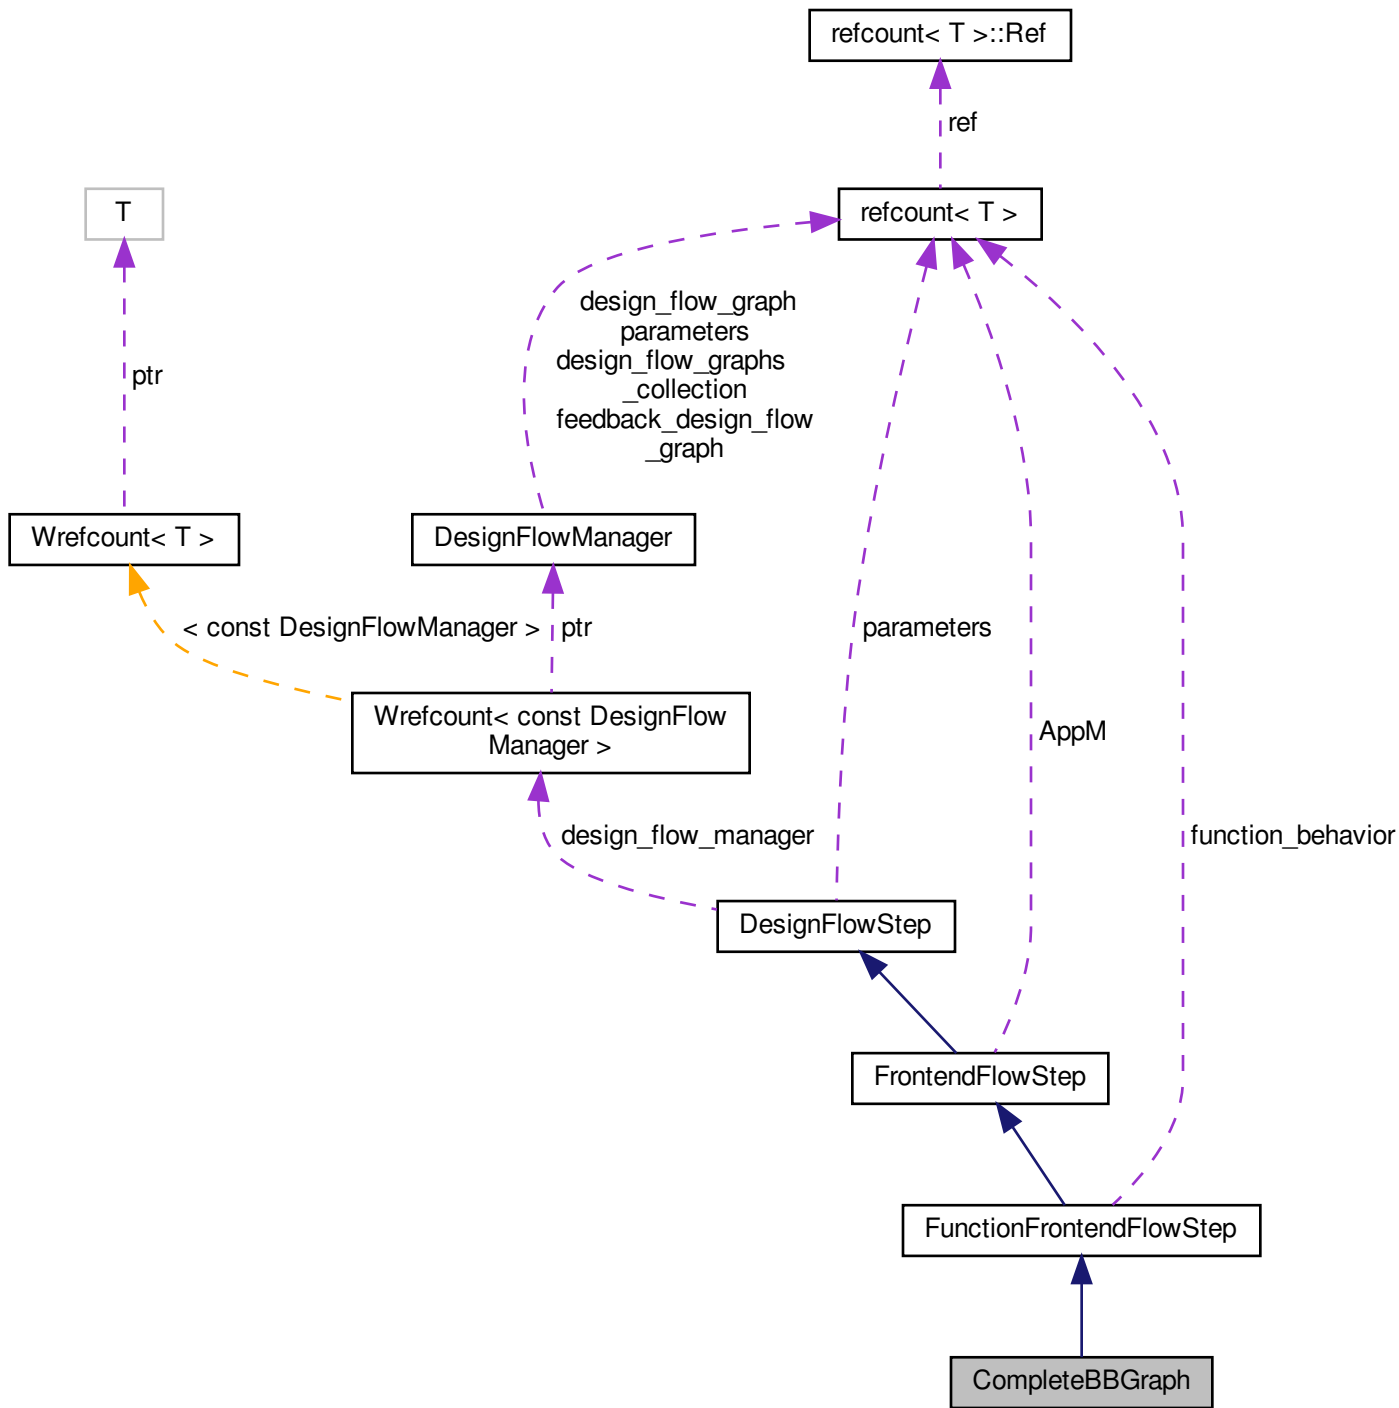 refcount< T >::Ref
ref
T
refcount< T >
design_flow_graph
parameters
design_flow_graphs
_collection
feedback_design_flow
_graph
ptr
Wrefcount< T >
DesignFlowManager
< const DesignFlowManager >
ptr
parameters
Wrefcount< const DesignFlow
Manager >
AppM
design_flow_manager
function_behavior
DesignFlowStep
FrontendFlowStep
FunctionFrontendFlowStep
CompleteBBGraph